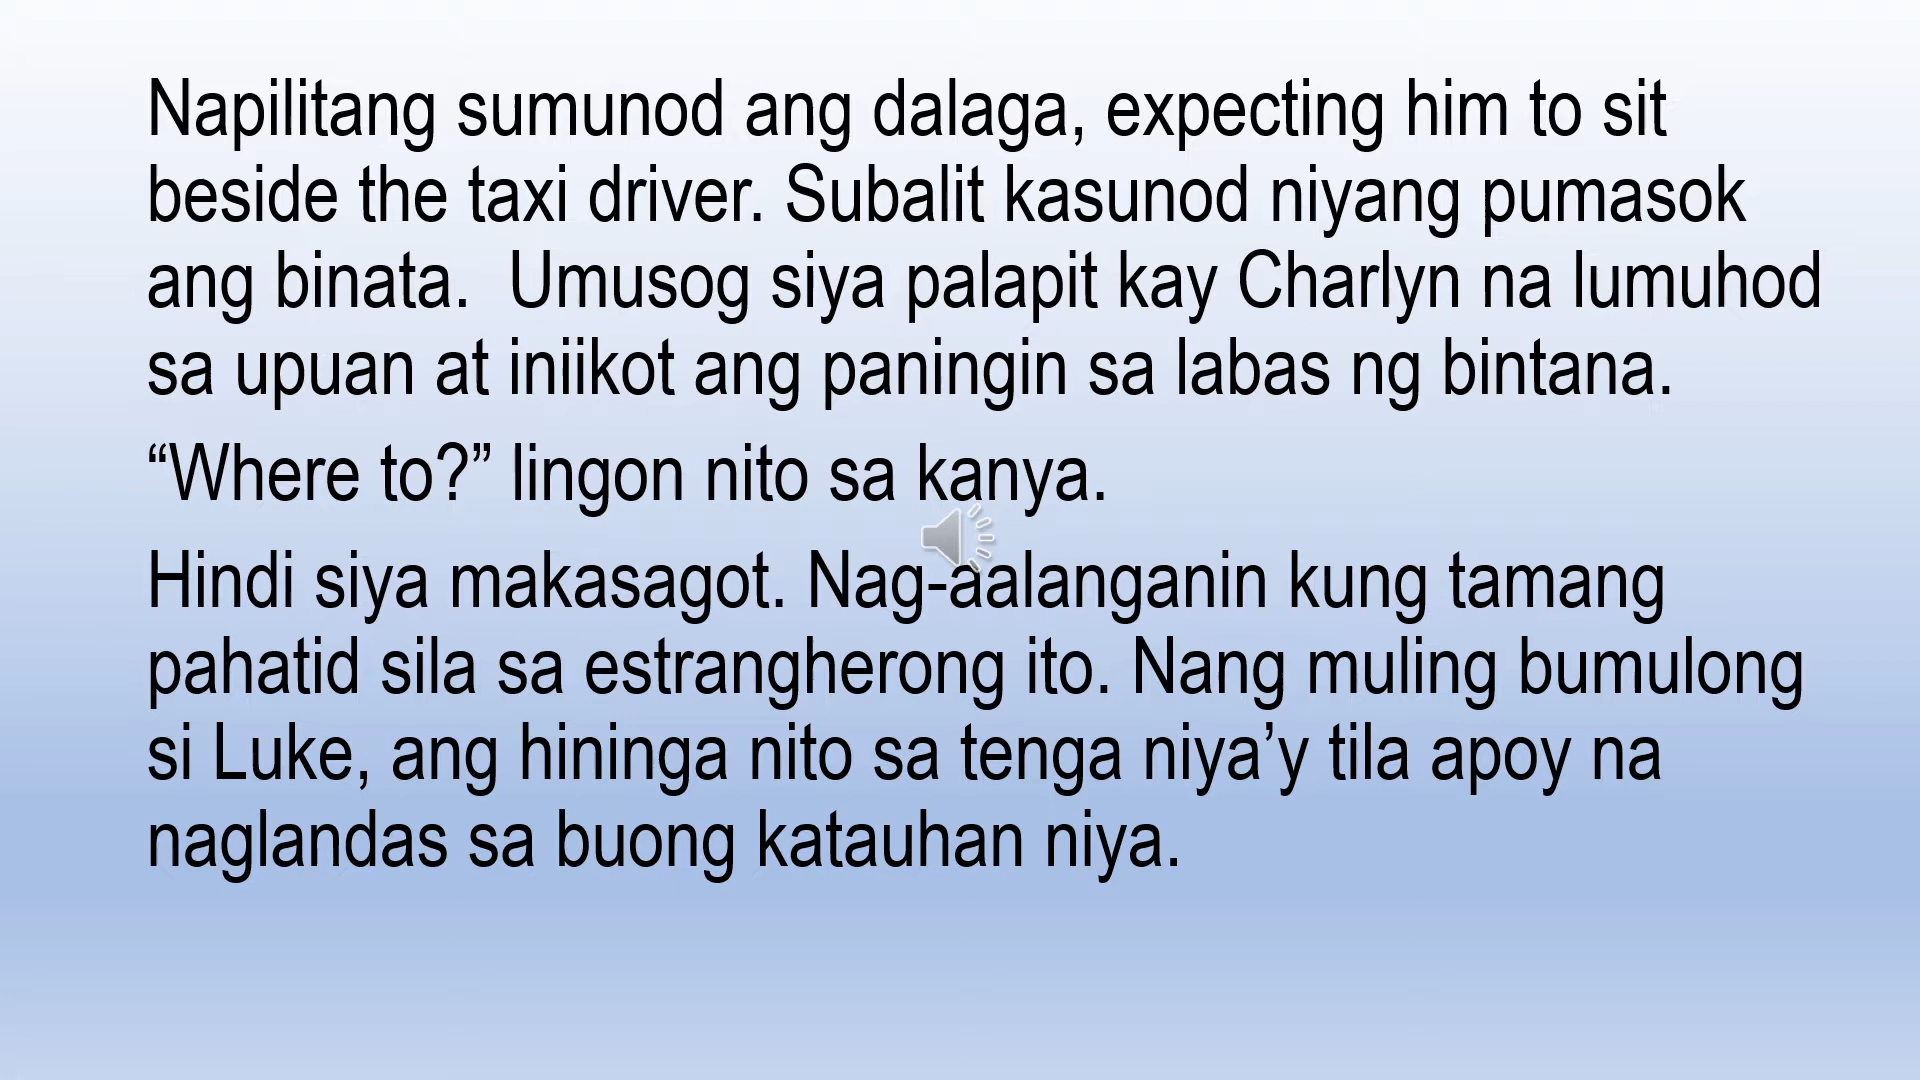 Napilitang sumunod ang dalaga, expecting him to sit
beside the taxi driver. Subalit kasunod niyang pumasok
ang binata.  Umusog siya palapit kay Charlyn na lumuhod
sa upuan at iniikot ang paningin sa labas ng bintana.
“Where to?” lingon nito sa kanya.
Hindi siya makasagot. Nag-aalanganin kung tamang
pahatid sila sa estrangherong ito. Nang muling bumulong
si Luke, ang hininga nito sa tenga niya’y tila apoy na
naglandas sa buong katauhan niya.